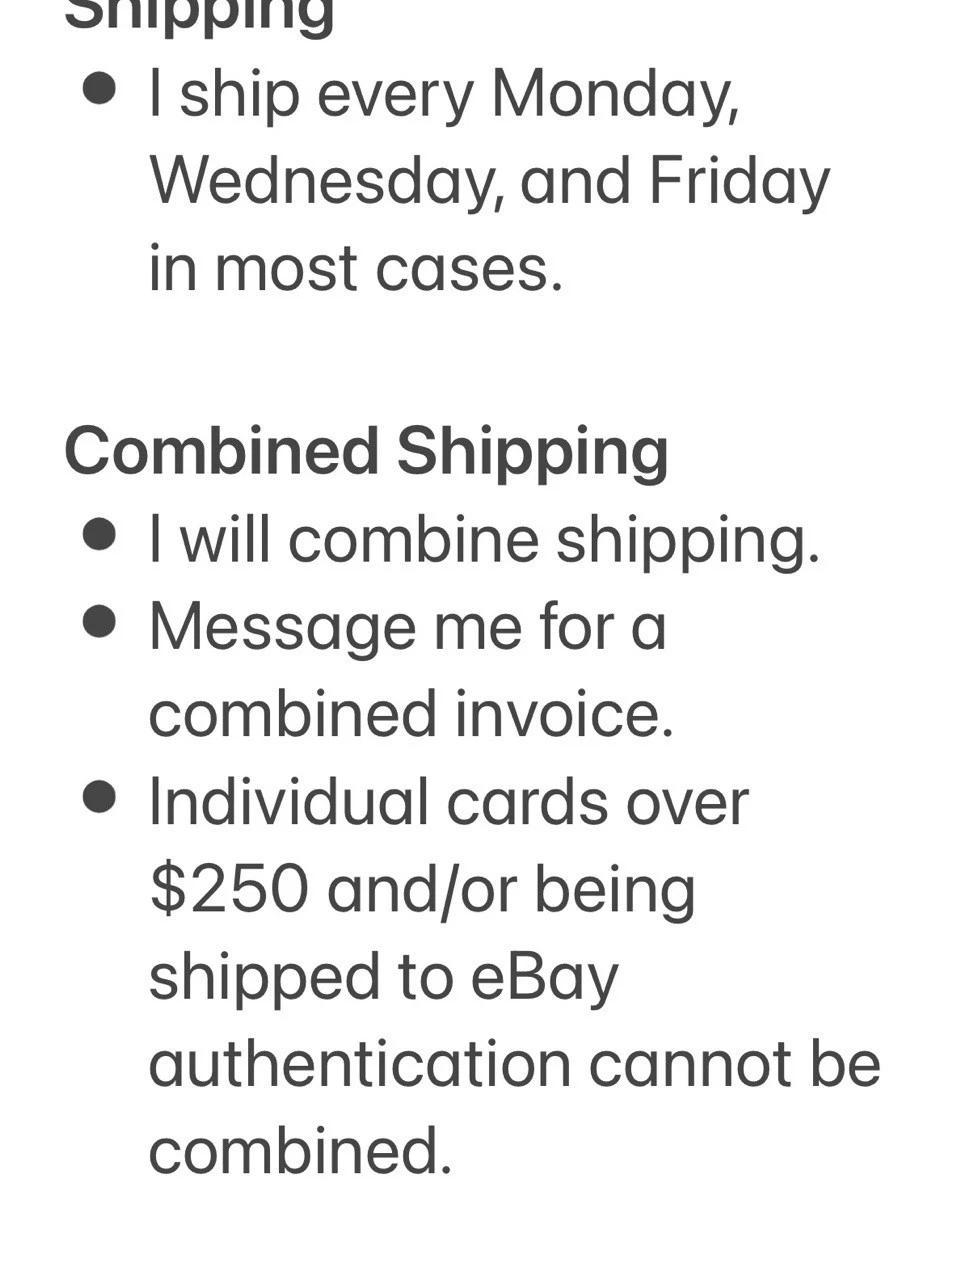 Shipping
● I ship every Monday,
Wednesday, and Friday
in most cases.
Combined Shipping
● I will combine shipping.
● Message me for a
combined invoice.
● Individual cards over
$250 and/or being
shipped to eBay
authentication cannot be
combined.